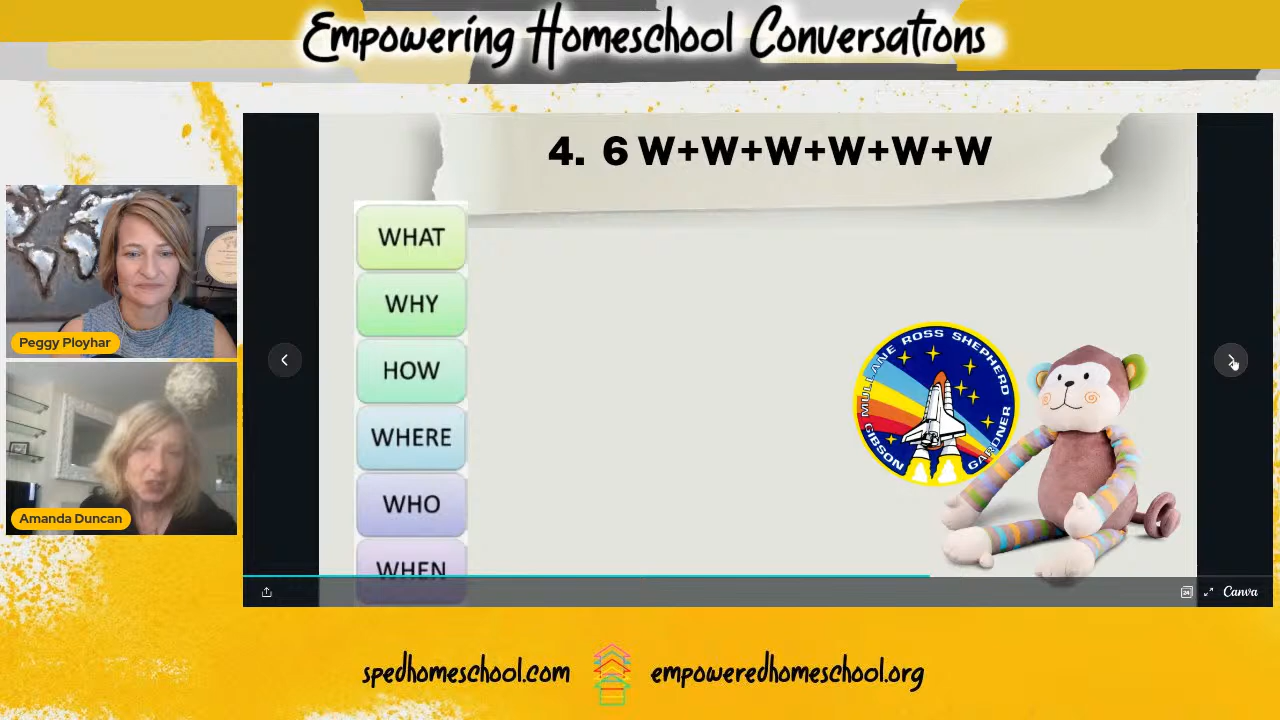 Empowering Homeschool Conversations
4. 6 W+W+W+W+W+W
WHAT
WHY
HOW
WHERE
WHO
WHEN
MULLANE ROSS SHEPHERD
GIBSON GARDNER
Peggy Ployhar
Amanda Duncan
24
Canva
spedhomeschool.com
empoweredhomeschool.org